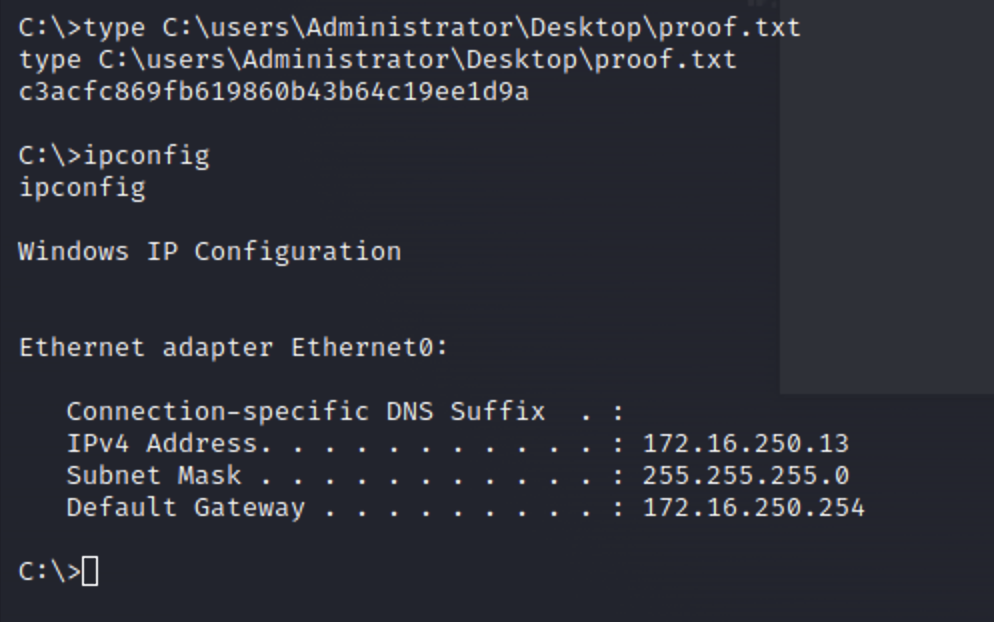 C:\>type C:\users\Administrator\Desktop\proof.txt
type C:\users\Administrator\Desktop\proof.txt
c3acfc869fb619860b43b64c19ee1d9a
C:\>ipconfig
ipconfig
Windows IP Configuration
Ethernet adapter Ethernet0:
Connection-specific DNS Suffix  . :
IPv4 Address. . . . . . . . . . . : 172.16.250.13
Subnet Mask . . . . . . . . . . . : 255.255.255.0
Default Gateway . . . . . . . . . : 172.16.250.254
C:\>